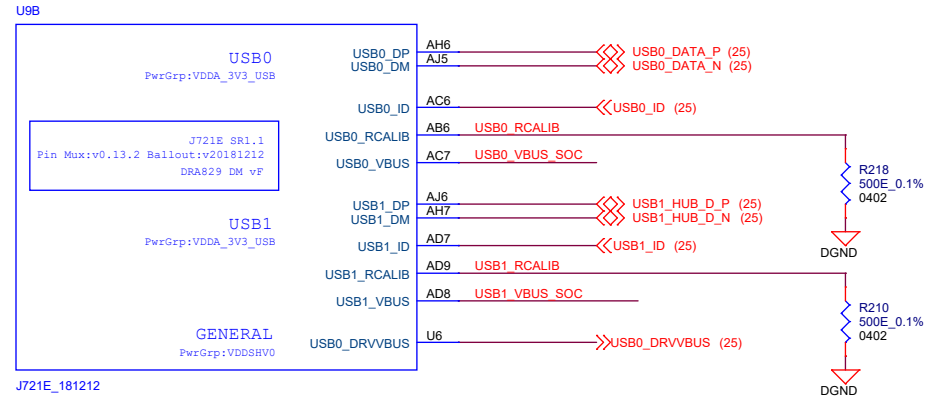 U9B
USB0
PwrGrp:VDDA_3V3_USB
J721E SR1.1
Pin Mux:v0.13.2 Ballout:v20181212
DRA829 DM vF
USB1
PwrGrp:VDDA_3V3_USB
GENERAL
PwrGrp:VDDSHV0
USB0_DP AH6 USB0_DATA_P (25)
USB0_DM AJ5 USB0_DATA_N (25)
USB0_ID AC6 USB0_ID (25)
USB0_RCALIB AB6 USB0_RCALIB
USB0_VBUS AC7 USB0_VBUS_SOC
USB1_DP AJ6 USB1_HUB_D_P (25)
USB1_DM AH7 USB1_HUB_D_N (25)
USB1_ID AD7 USB1_ID (25)
USB1_RCALIB AD9 USB1_RCALIB
USB1_VBUS AD8 USB1_VBUS_SOC
USB0_DRVVBUS U6 USB0_DRVVBUS (25)
R218
500E_0.1%
0402
DGND
R210
500E_0.1%
0402
DGND
J721E_181212